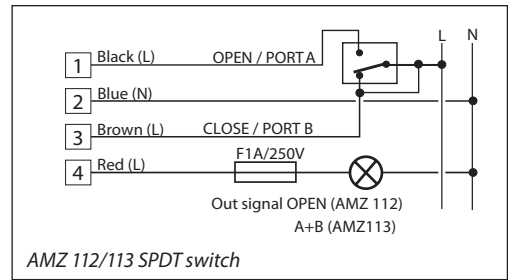 L N
1 Black (L) OPEN / PORT A
2 Blue (N)
3 Brown (L) CLOSE / PORT B
4 Red (L) F1A/250V
Out signal OPEN (AMZ 112)
A+B (AMZ113)
AMZ 112/113 SPDT switch